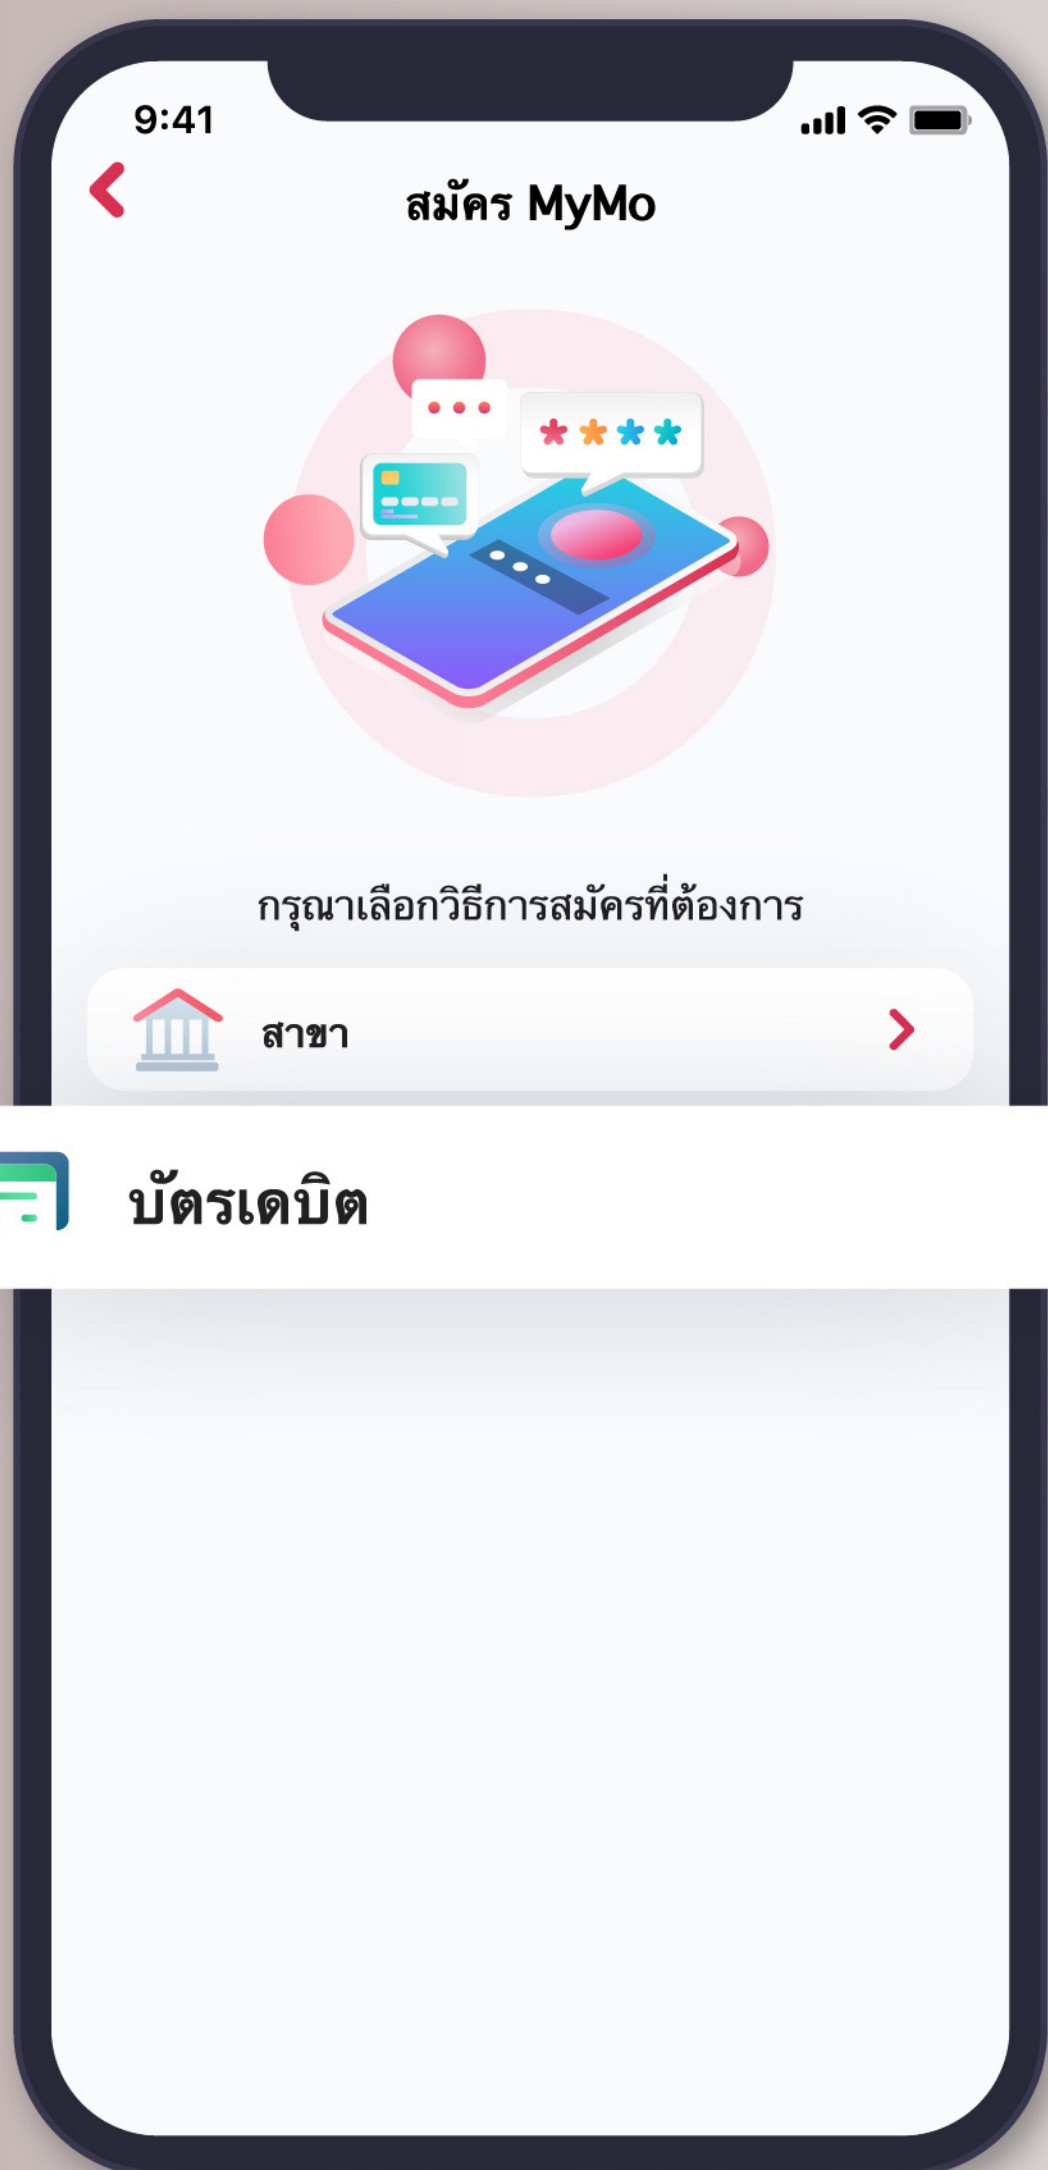 9:41
สมัคร MyMo
****
กรุณาเลือกวิธีการสมัครที่ต้องการ
สาขา
บัตรเดบิต